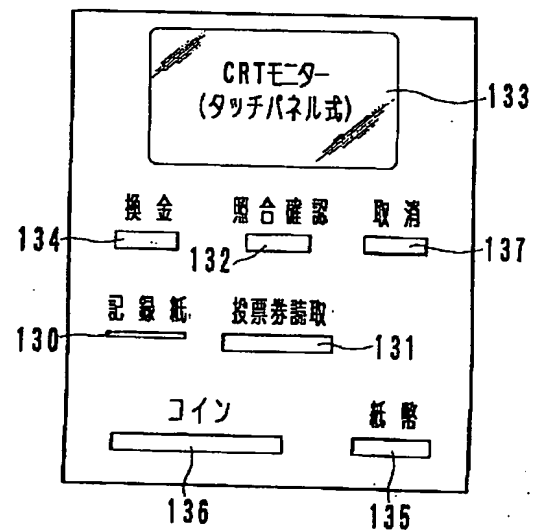 CRTモニター
(タッチパネル式)
133
換金
照合確認
取消
134
132
137
記録紙
投票券読取
130
131
コイン
紙幣
136
135